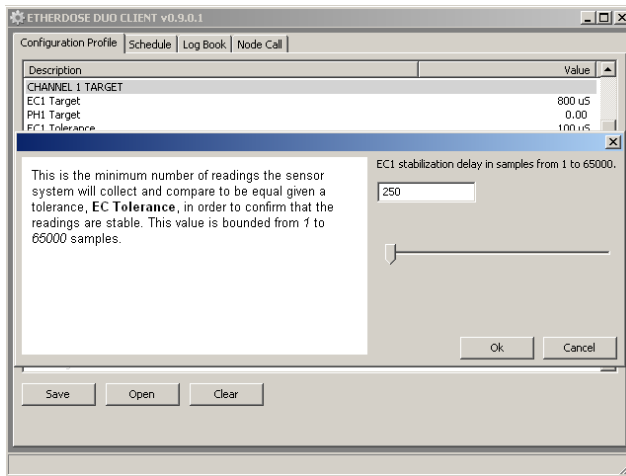 ETHERDOSE DUO CLIENT v0.9.0.1
Configuration Profile Schedule Log Book Node Call
Description Value
CHANNEL 1 TARGET
EC1 Target 800 uS
PH1 Target 0.00
EC1 Tolerance 100 uS
This is the minimum number of readings the sensor
system will collect and compare to be equal given a
tolerance, EC Tolerance, in order to confirm that the
readings are stable. This value is bounded from 1 to
65000 samples.
EC1 stabilization delay in samples from 1 to 65000.
250
Ok Cancel
Save Open Clear